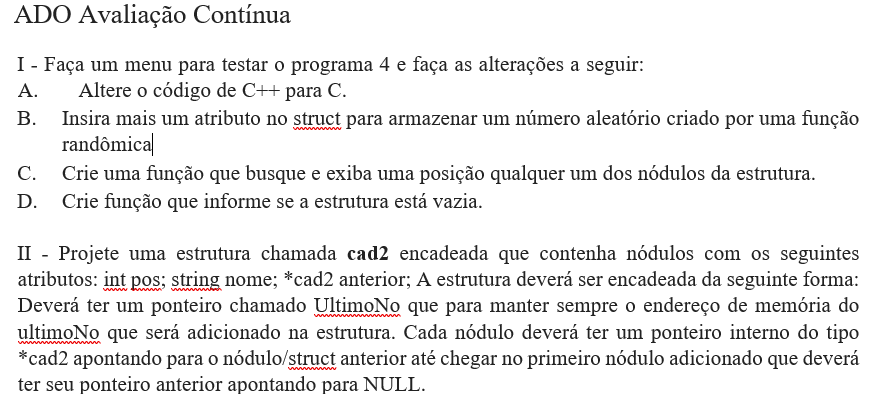 ADO Avaliação Contínua
I - Faça um menu para testar o programa 4 e faça as alterações a seguir:
A. Altere o código de C++ para C.
B. Insira mais um atributo no struct para armazenar um número aleatório criado por uma função
randômica
C. Crie uma função que busque e exiba uma posição qualquer um dos nódulos da estrutura.
D. Crie função que informe se a estrutura está vazia.
II - Projete uma estrutura chamada cad2 encadeada que contenha nódulos com os seguintes
atributos: int pos; string nome; *cad2 anterior; A estrutura deverá ser encadeada da seguinte forma:
Deverá ter um ponteiro chamado UltimoNo que para manter sempre o endereço de memória do
ultimoNo que será adicionado na estrutura. Cada nódulo deverá ter um ponteiro interno do tipo
*cad2 apontando para o nódulo/struct anterior até chegar no primeiro nódulo adicionado que deverá
ter seu ponteiro anterior apontando para NULL.